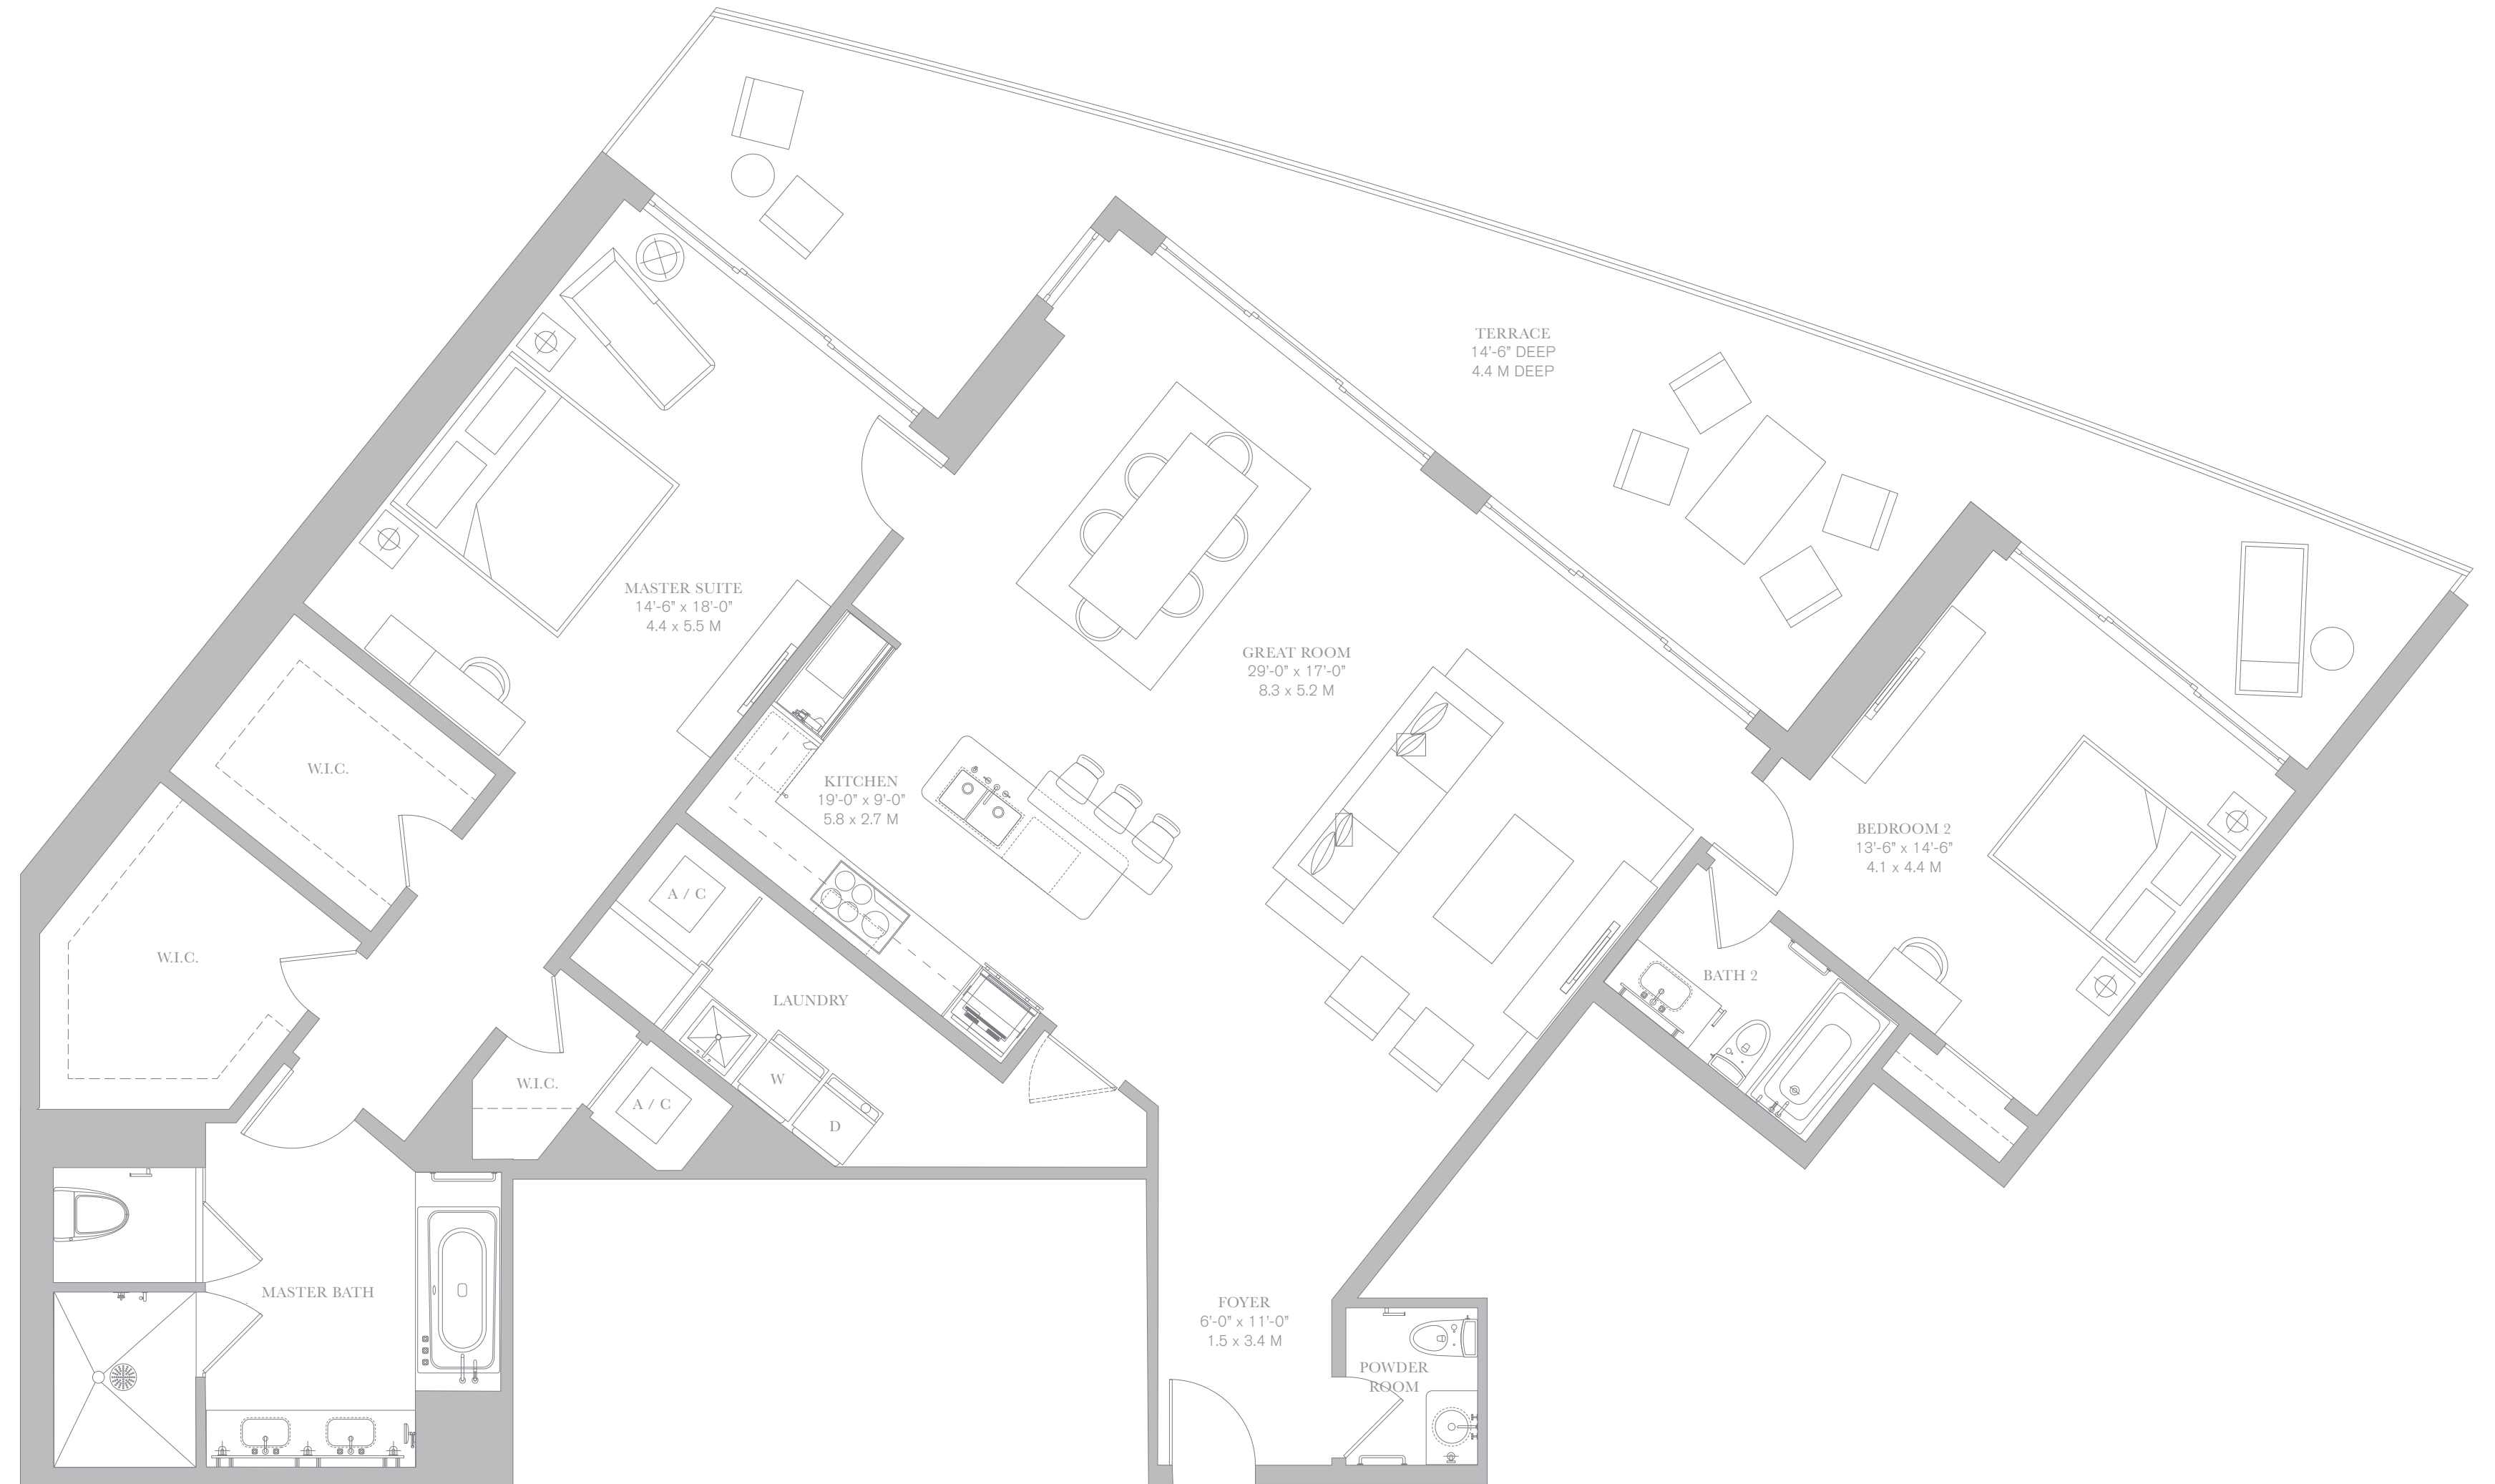 TERRACE
14'-6" DEEP
4.4 M DEEP
MASTER SUITE
14'-6" x 18'-0"
4.4 x 5.5 M
GREAT ROOM
29'-0" x 17'-0"
8.3 x 5.2 M
W.I.C.
KITCHEN
19'-0" x 9'-0"
5.8 x 2.7 M
BEDROOM 2
13'-6" x 14'-6"
4.1 x 4.4 M
A / C
W.I.C.
BATH 2
LAUNDRY
W.I.C.
W
A / C
D
MASTER BATH
FOYER
6'-0" x 11'-0"
1.5 x 3.4 M
POWDER
ROOM